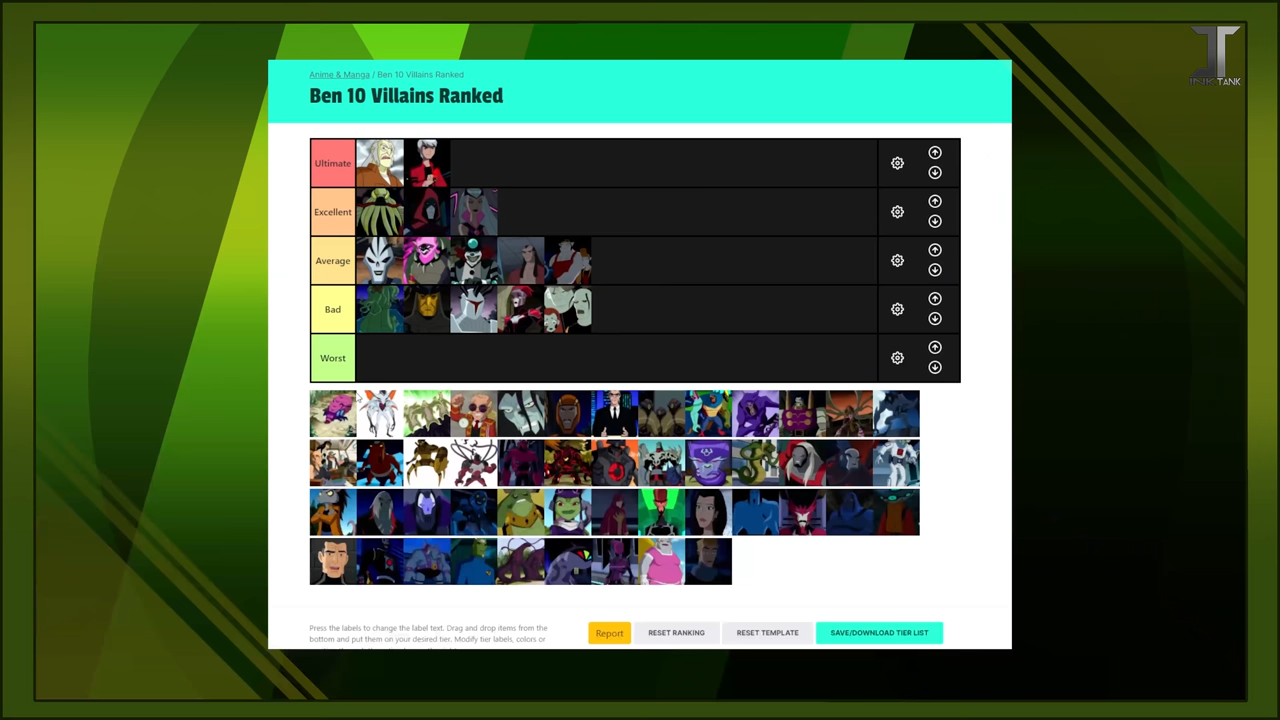 Anime & Manga / Ben 10 Villains Ranked
Ben 10 Villains Ranked
Ultimate
Excellent
Average
Bad
Worst
Press the labels to change the label text. Drag and drop items from the
bottom and put them on your desired tier. Modify tier labels, colors or
Report
RESET RANKING
RESET TEMPLATE
SAVE/DOWNLOAD TIER LIST
TANK